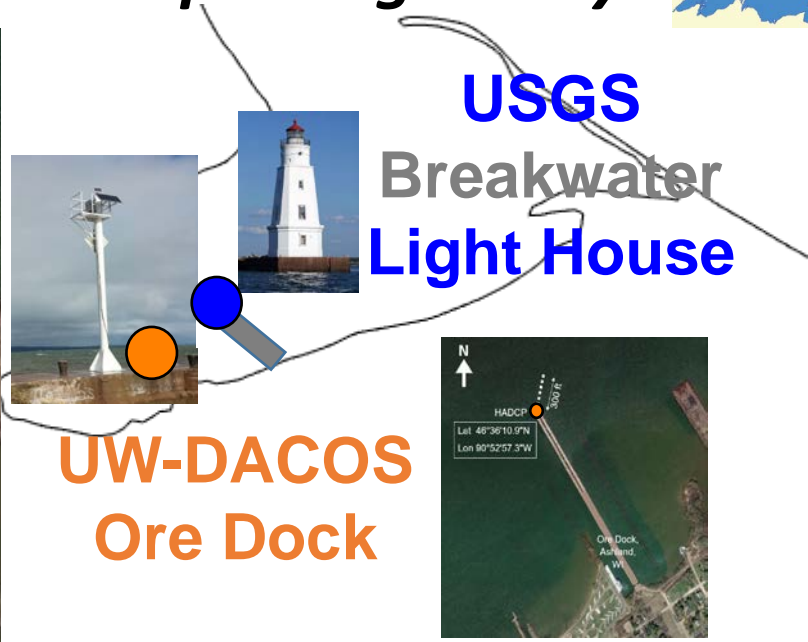 USGS
Breakwater
Light House
UW-DACOS
Ore Dock
N
300 ft
HADCP
Lat 46°36'10.9"N
Lon 90°52'57.3"W
Ore Dock,
Ashland,
WI